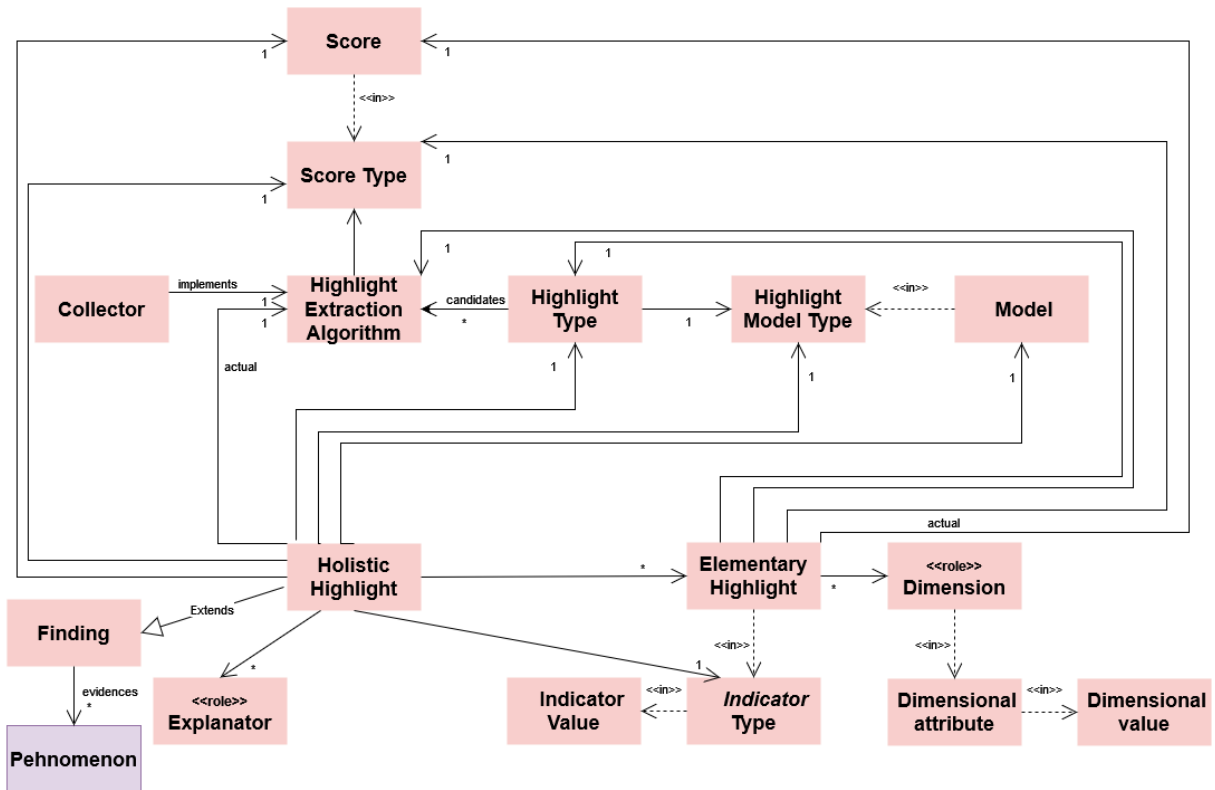 Score
1
1
<<in>>
Score Type
1
1
Collector
implements
1
1
Highlight
Extraction
Algorithm
1
candidates
*
Highlight
Type
1
1
Highlight
Model Type
<<in>>
Model
actual
1
1
1
actual
Holistic
Highlight
*
Elementary
Highlight
*
<<role>>
Dimension
Extends
Finding
evidences
*
Pehnomenon
*
<<role>>
Explanator
1
<<in>>
<<in>>
Indicator
Value
<<in>>
Indicator
Type
Dimensional
attribute
<<in>>
Dimensional
value